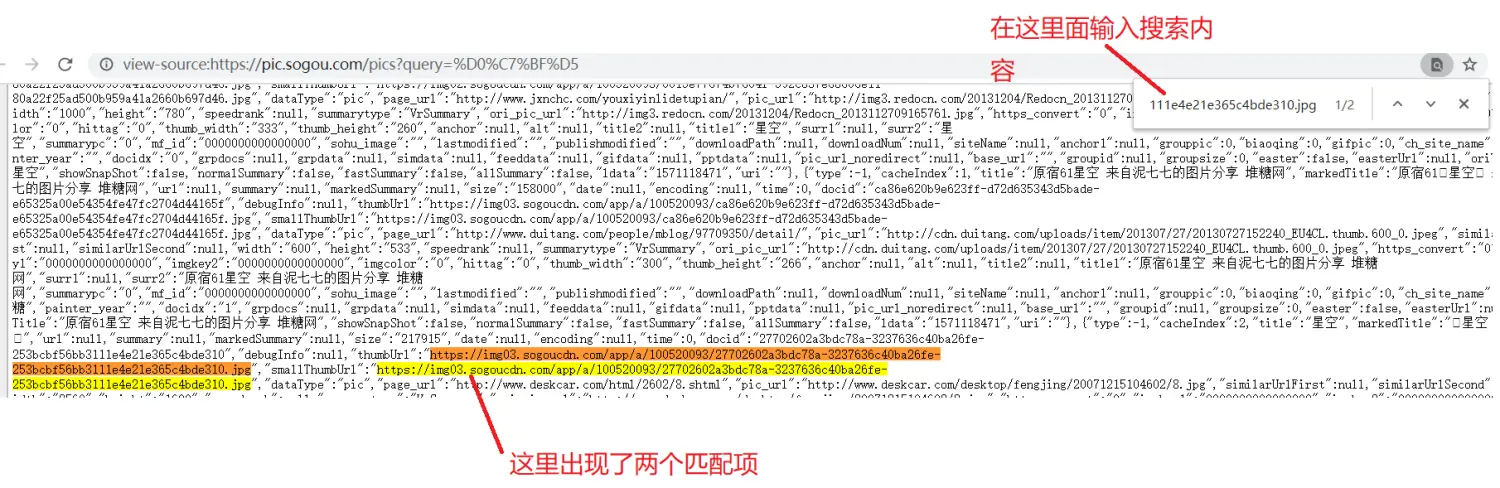 在这里面输入搜索内
容
view-source:https://pic.sogou.com/pics?query=%D0%C7%BF%D5
111e4e21e365c4bde310.jpg 1/2
80a22f25ad500b959a41a2660b697d46.jpg","dataType":"pic","page_url":"http://www.jxnchc.com/youxiyinlidetupian/","pic_url":"http://img3.redocn.com/20131204/Redocn_201311270
idth":"1000","height":"780","speedrank":null,"summarytype":"VrSummary","ori_pic_url":"http://img3.redocn.com/20131204/Redocn_2013112709165761.jpg","https_convert":"0","i
lor":"0","hittag":"0","thumb_width":"333","thumb_height":"260","anchor":null,"alt":null,"title2":null,"title1":"星空","surr1":null,"surr2":"星
空","summarypc":"0","mf_id":"0000000000000000","sohu_image":"","lastmodified":"","publishmodified":"","downloadPath":null,"downloadNum":null,"siteName":null,"anchor1":null,"grouppic":0,"biaoqing":0,"gifpic":0,"ch_site_name"
nter_year":"","docidx":"0","grpdocs":null,"grpdata":null,"simdata":null,"feeddata":null,"gifdata":null,"pptdata":null,"pic_url_noredirect":null,"base_url":"","groupid":null,"groupsize":0,"easter":false,"easterUrl":null,"ori
星空","showSnapShot":false,"normalSummary":false,"fastSummary":false,"allSummary":false,"ldata":"1571118471","uri":""},{"type":-1,"cacheIndex":1,"title":"原宿61星空 来自泥七七的图片分享 堆糖网","markedTitle":"原宿61星空
七的图片分享 堆糖网","url":null,"summary":null,"markedSummary":null,"size":"158000","date":null,"encoding":null,"time":0,"docid":"ca86e620b9e623ff-d72d635343d5bade-
e65325a00e54354fe47fc2704d44165f","debugInfo":null,"thumbUrl":"https://img03.sogoucdn.com/app/a/100520093/ca86e620b9e623ff-d72d635343d5bade-
e65325a00e54354fe47fc2704d44165f.jpg","smallThumbUrl":"https://img03.sogoucdn.com/app/a/100520093/ca86e620b9e623ff-d72d635343d5bade-
e65325a00e54354fe47fc2704d44165f.jpg","dataType":"pic","page_url":"http://www.duitang.com/people/mblog/97709350/detail/","pic_url":"http://cdn.duitang.com/uploads/item/201307/27/20130727152240_EU4CL.thumb.600_0.jpeg","simil
st":null,"similarUrlSecond":null,"width":"600","height":"533","speedrank":null,"summarytype":"VrSummary","ori_pic_url":"http://cdn.duitang.com/uploads/item/201307/27/20130727152240_EU4CL.thumb.600_0.jpeg","https_convert":"0"
y1":"0000000000000000","imgkey2":"0000000000000000","imgcolor":"0","hittag":"0","thumb_width":"300","thumb_height":"266","anchor":null,"alt":null,"title2":null,"title1":"原宿61星空 来自泥七七的图片分享 堆糖
网","surr1":null,"surr2":"原宿61星空 来自泥七七的图片分享 堆糖
网","summarypc":"0","mf_id":"0000000000000000","sohu_image":"","lastmodified":"","publishmodified":"","downloadPath":null,"downloadNum":null,"siteName":null,"anchor1":null,"grouppic":0,"biaoqing":0,"gifpic":0,"ch_site_name"
糖","painter_year":"","docidx":"1","grpdocs":null,"grpdata":null,"simdata":null,"feeddata":null,"gifdata":null,"pptdata":null,"pic_url_noredirect":null,"base_url":"","groupid":null,"groupsize":0,"easter":false,"easterUrl"
Title":"原宿61星空 来自泥七七的图片分享 堆糖网","showSnapShot":false,"normalSummary":false,"fastSummary":false,"allSummary":false,"ldata":"1571118471","uri":""},{"type":-1,"cacheIndex":2,"title":"星空","markedTitle":"星空
","url":null,"summary":null,"markedSummary":null,"size":"217915","date":null,"encoding":null,"time":0,"docid":"27702602a3bdc78a-3237636c40ba26fe-
253bcbf56bb3111e4e21e365c4bde310","debugInfo":null,"thumbUrl":"https://img03.sogoucdn.com/app/a/100520093/27702602a3bdc78a-3237636c40ba26fe-
253bcbf56bb3111e4e21e365c4bde310.jpg","smallThumbUrl":"https://img03.sogoucdn.com/app/a/100520093/27702602a3bdc78a-3237636c40ba26fe-
253bcbf56bb3111e4e21e365c4bde310.jpg","dataType":"pic","page_url":"http://www.deskcar.com/html/2602/8.shtml","pic_url":"http://www.deskcar.com/desktop/fengjing/20071215104602/8.jpg","similarUrlFirst":null,"similarUrlSecond"
这里出现了两个匹配项